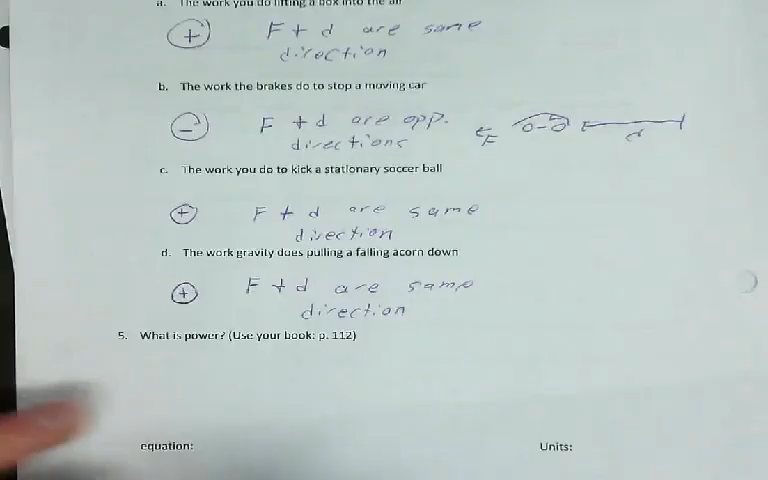 a. The work you do lifting a box into the air
(+) F + d are same
direction
b. The work the brakes do to stop a moving car
(-) F + d are opp.
directions
F
d
c. The work you do to kick a stationary soccer ball
(+) F + d are same
direction
d. The work gravity does pulling a falling acorn down
(+) F + d are same
direction
5. What is power? (Use your book: p. 112)
equation: Units: